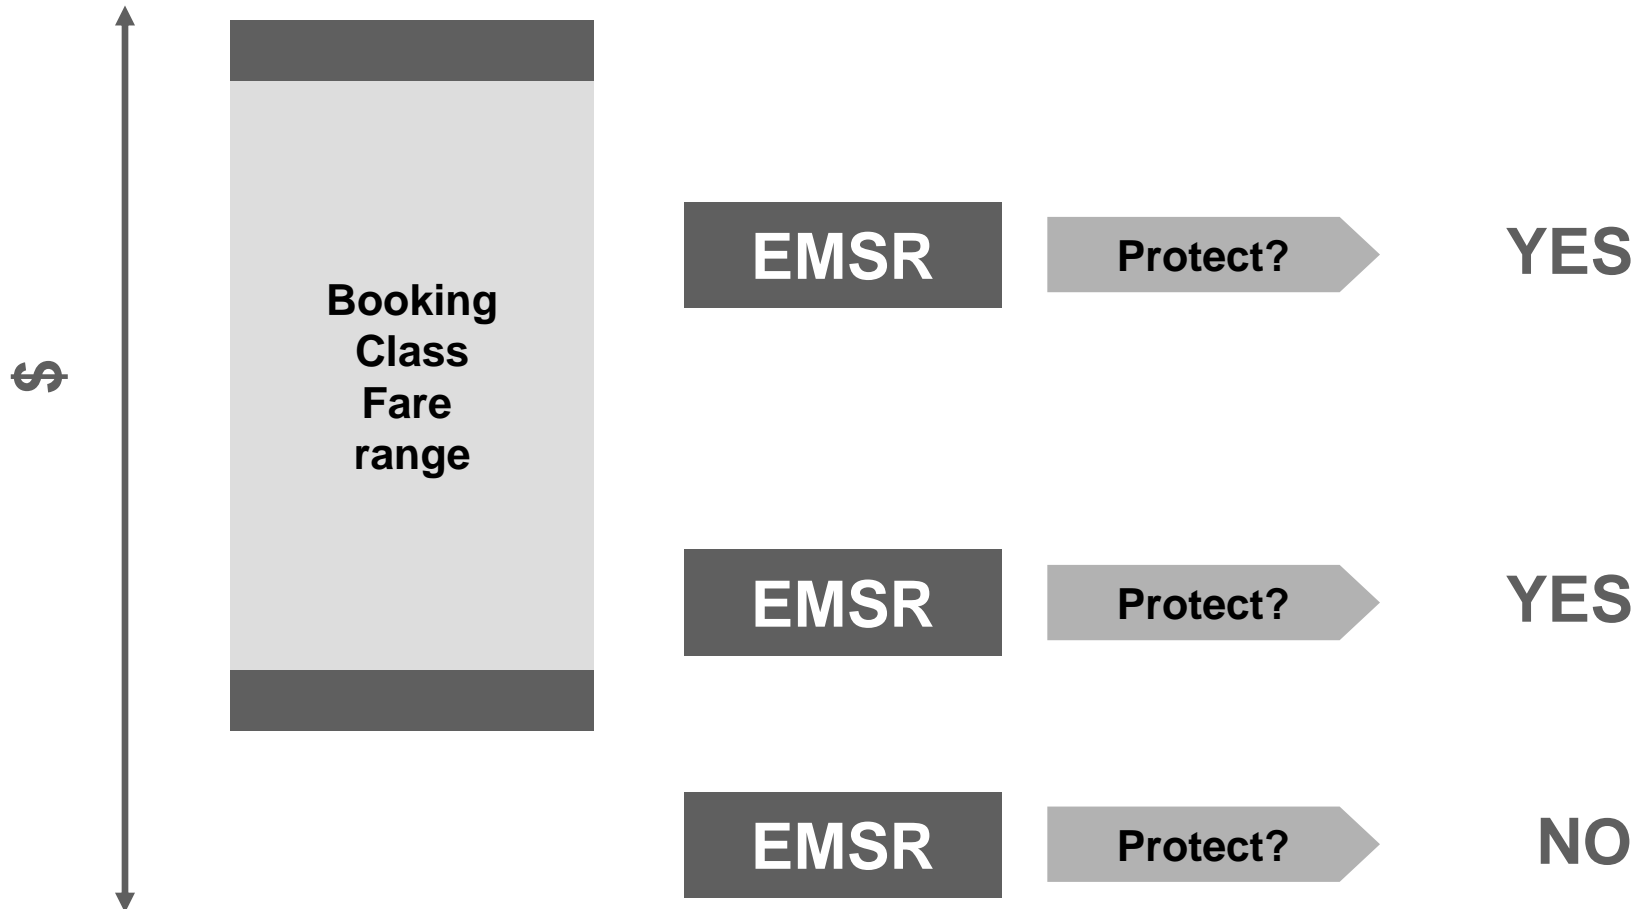 $
Booking
Class
Fare
range
EMSR
Protect?
YES
EMSR
Protect?
YES
EMSR
Protect?
NO